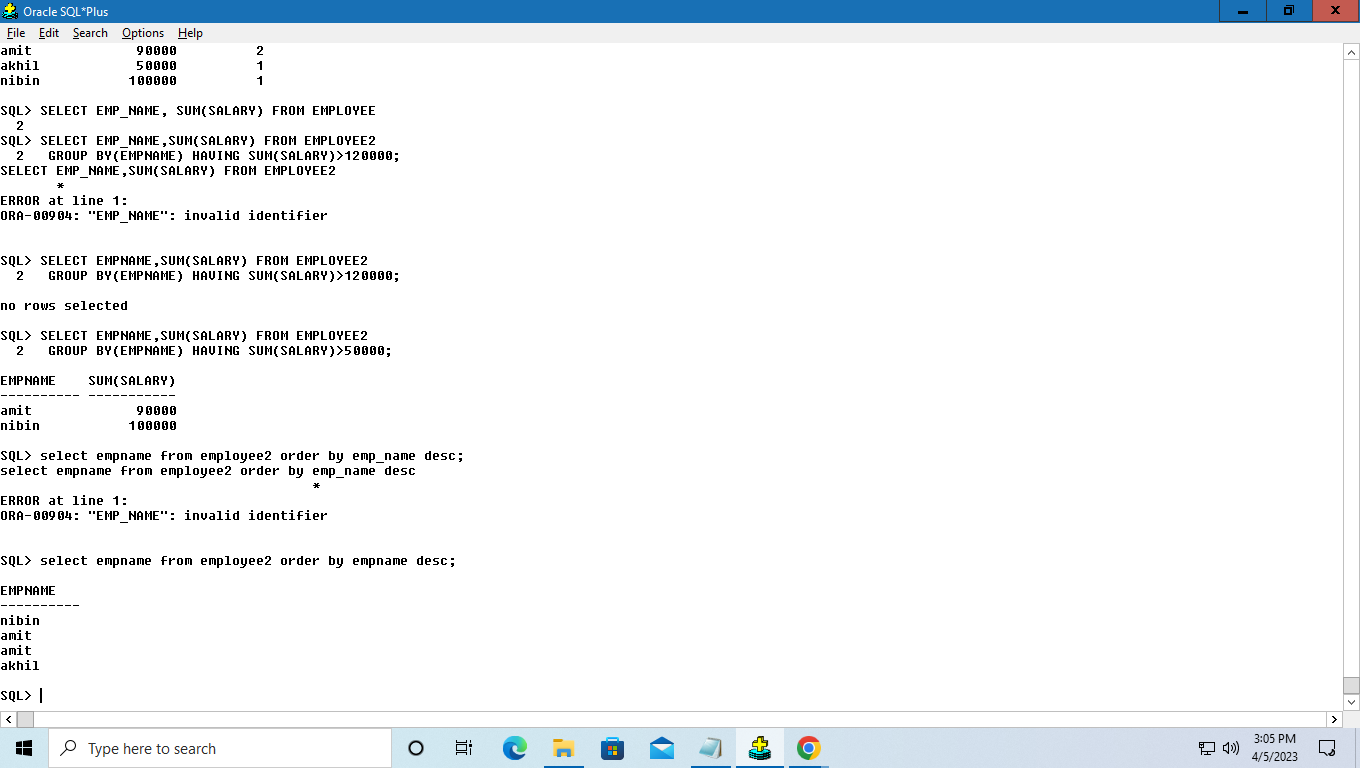 Oracle SQL*Plus
File Edit Search Options Help
amit             90000          2
akhil            50000          1
nibin           100000          1
SQL> SELECT EMP_NAME, SUM(SALARY) FROM EMPLOYEE
  2
SQL> SELECT EMP_NAME,SUM(SALARY) FROM EMPLOYEE2
  2   GROUP BY(EMPNAME) HAVING SUM(SALARY)>120000;
SELECT EMP_NAME,SUM(SALARY) FROM EMPLOYEE2
       *
ERROR at line 1:
ORA-00904: "EMP_NAME": invalid identifier
SQL> SELECT EMPNAME,SUM(SALARY) FROM EMPLOYEE2
  2   GROUP BY(EMPNAME) HAVING SUM(SALARY)>120000;
no rows selected
SQL> SELECT EMPNAME,SUM(SALARY) FROM EMPLOYEE2
  2   GROUP BY(EMPNAME) HAVING SUM(SALARY)>50000;
EMPNAME    SUM(SALARY)
---------- -----------
amit             90000
nibin           100000
SQL> select empname from employee2 order by emp_name desc;
select empname from employee2 order by emp_name desc
                                       *
ERROR at line 1:
ORA-00904: "EMP_NAME": invalid identifier
SQL> select empname from employee2 order by empname desc;
EMPNAME
----------
nibin
amit
amit
akhil
SQL>
Type here to search
3:05 PM
4/5/2023